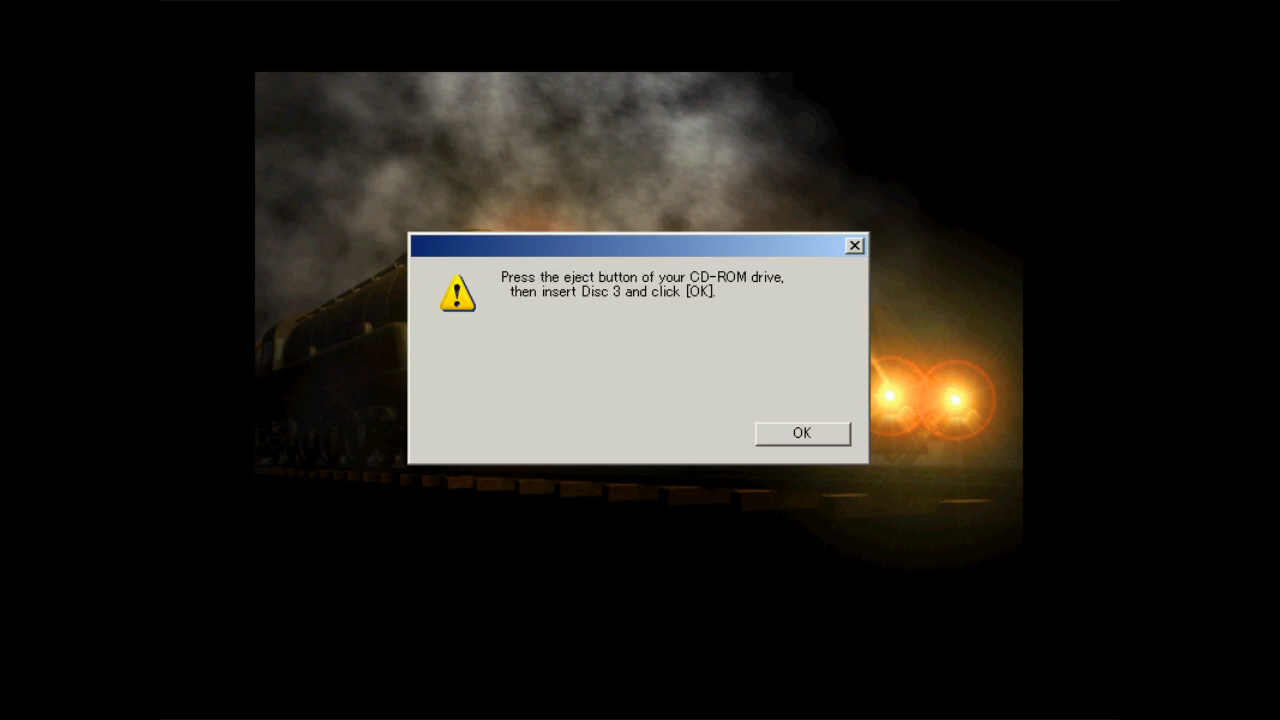 Press the eject button of your CD-ROM drive,
then insert Disc 3 and click [OK].
OK